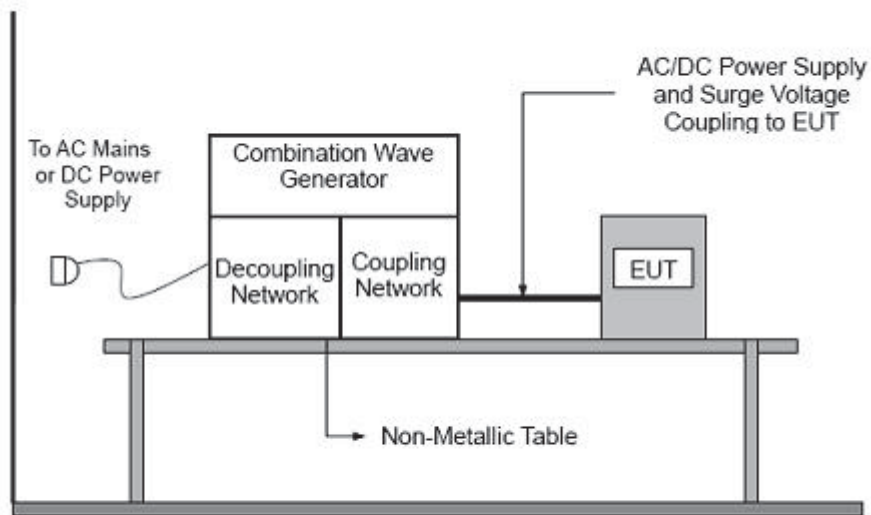 AC/DC Power Supply
and Surge Voltage
Coupling to EUT
To AC Mains
or DC Power
Supply
Combination Wave
Generator
Decoupling
Network
Coupling
Network
EUT
Non-Metallic Table